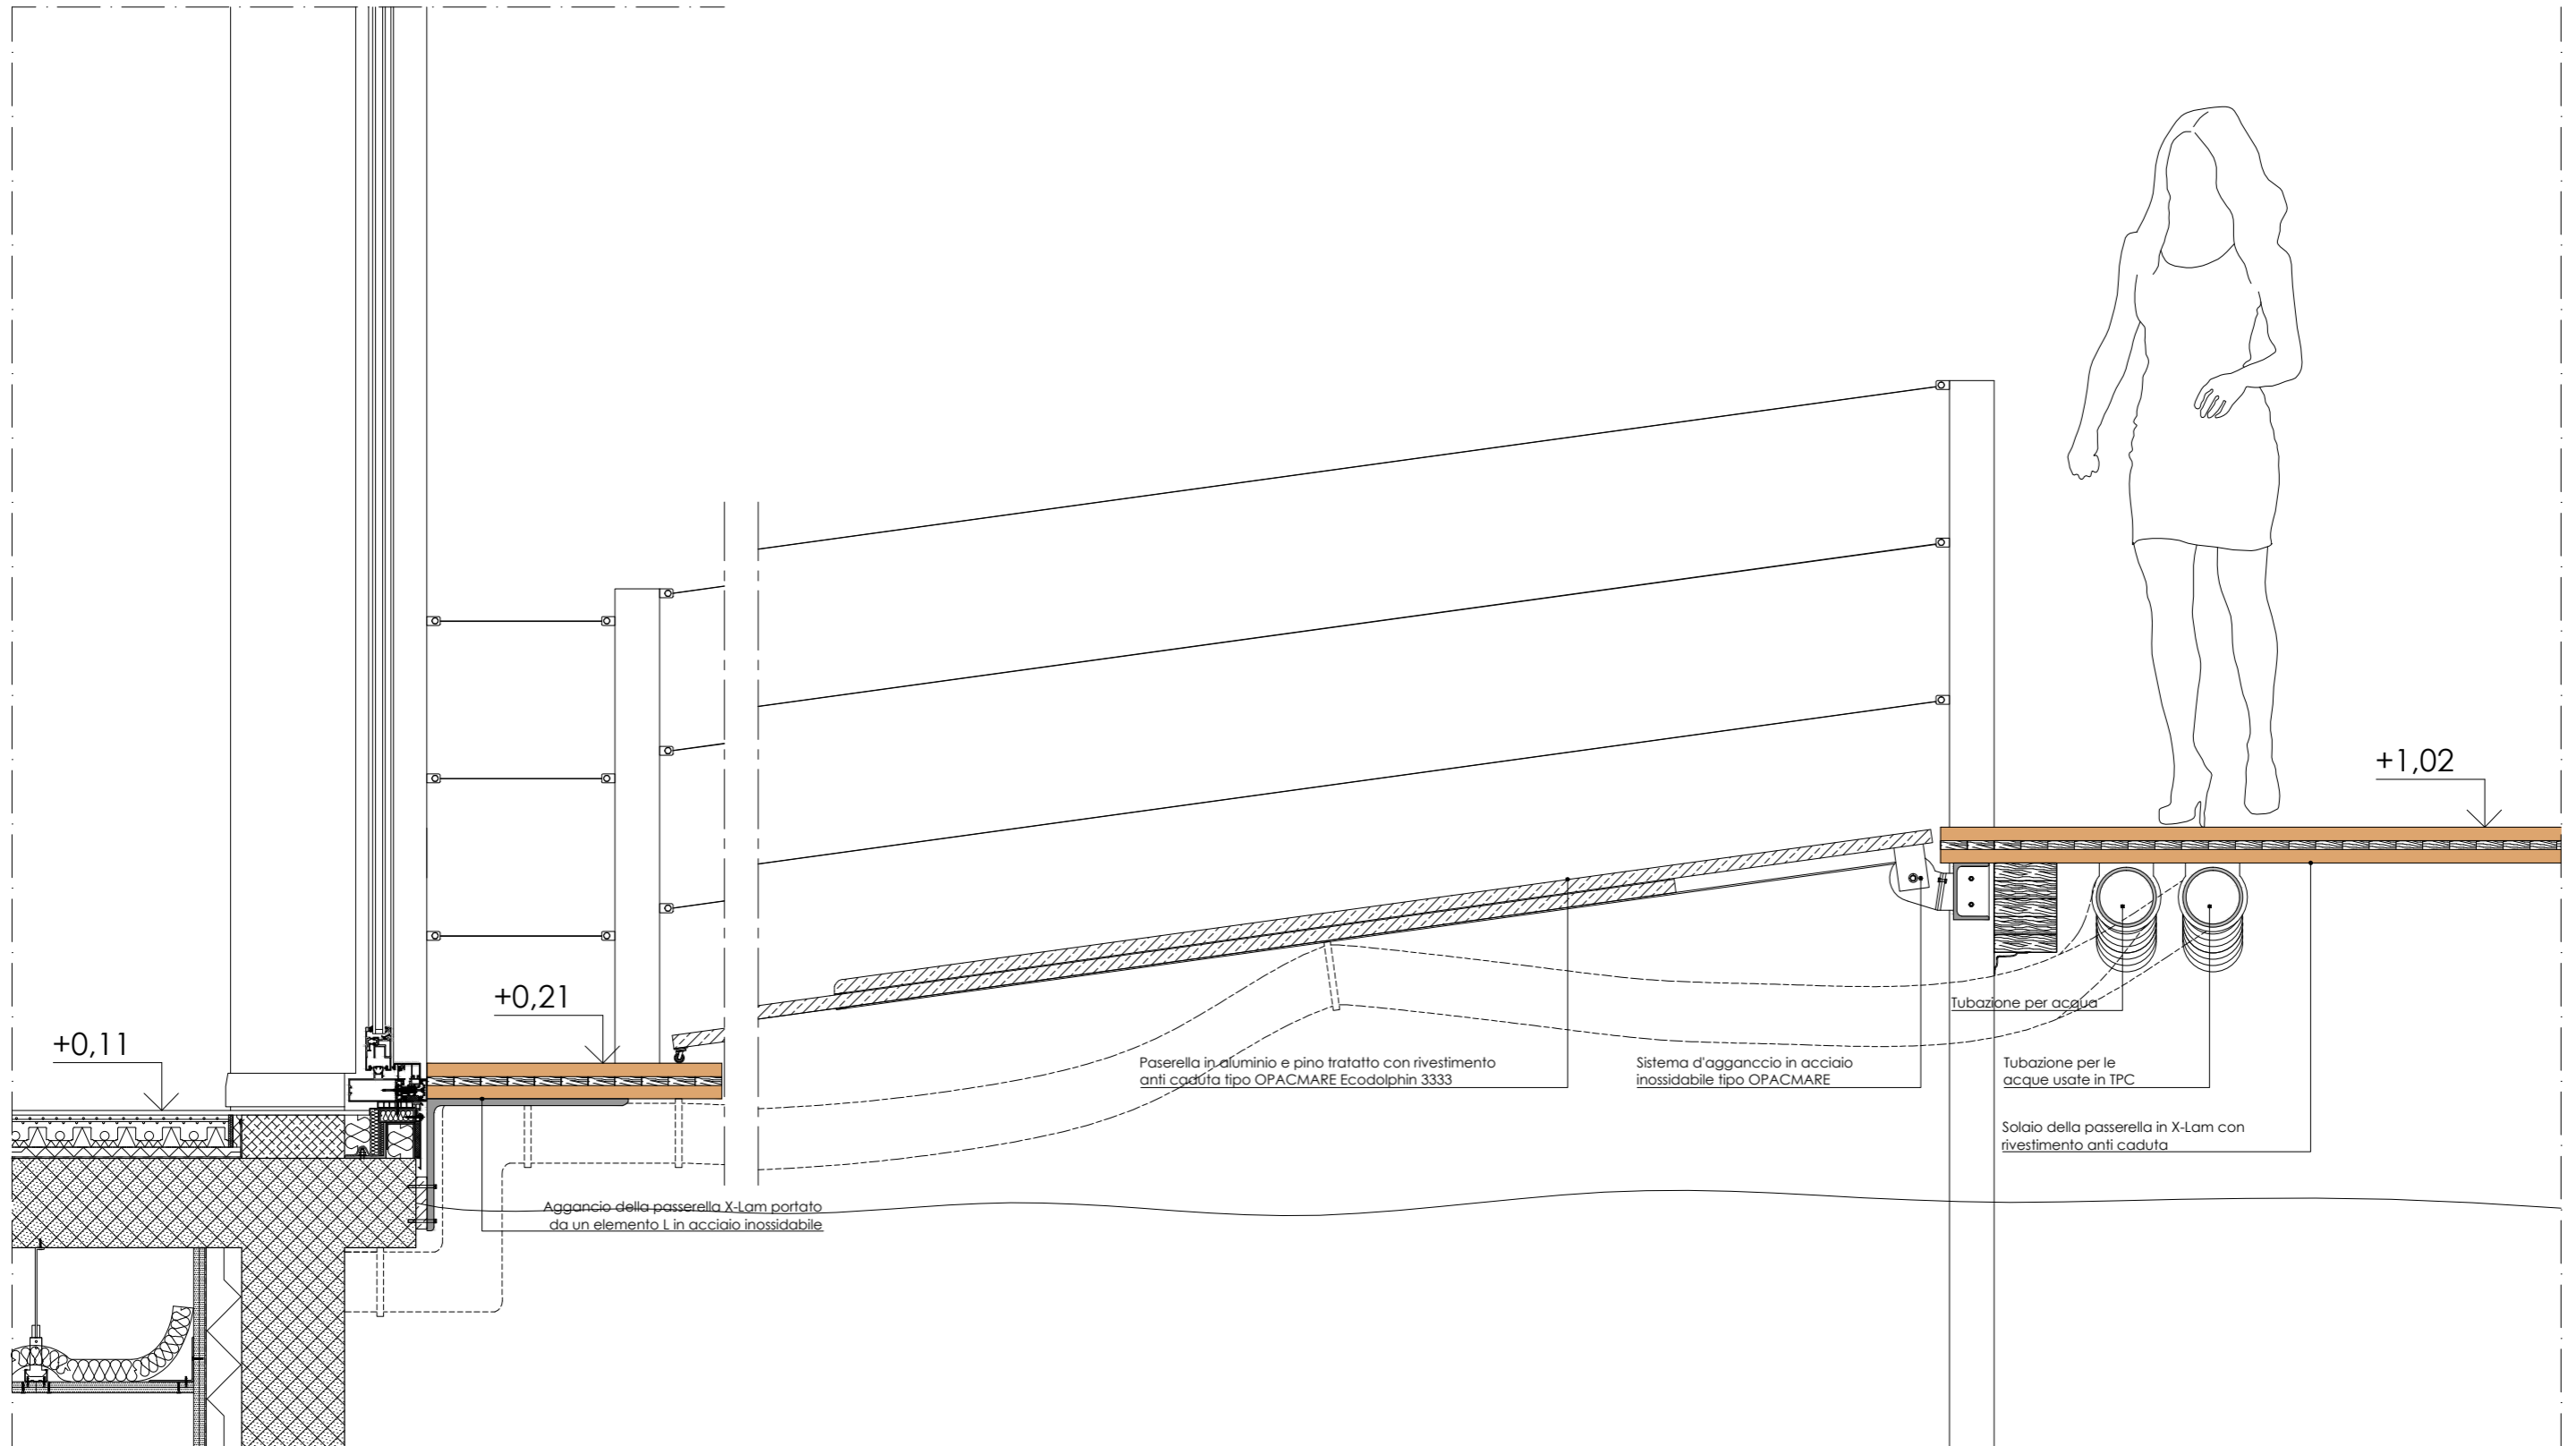 +1,02
+0,21
+0,11
Tubazione per acqua
Paserella in aluminio e pino tratatto con rivestimento
anti caduta tipo OPACMARE Ecodolphin 3333
Sistema d'agganccio in acciaio
inossidabile tipo OPACMARE
Tubazione per le
acque usate in TPC
Solaio della passerella in X-Lam con
rivestimento anti caduta
Aggancio della passerella X-Lam portato
da un elemento L in acciaio inossidabile